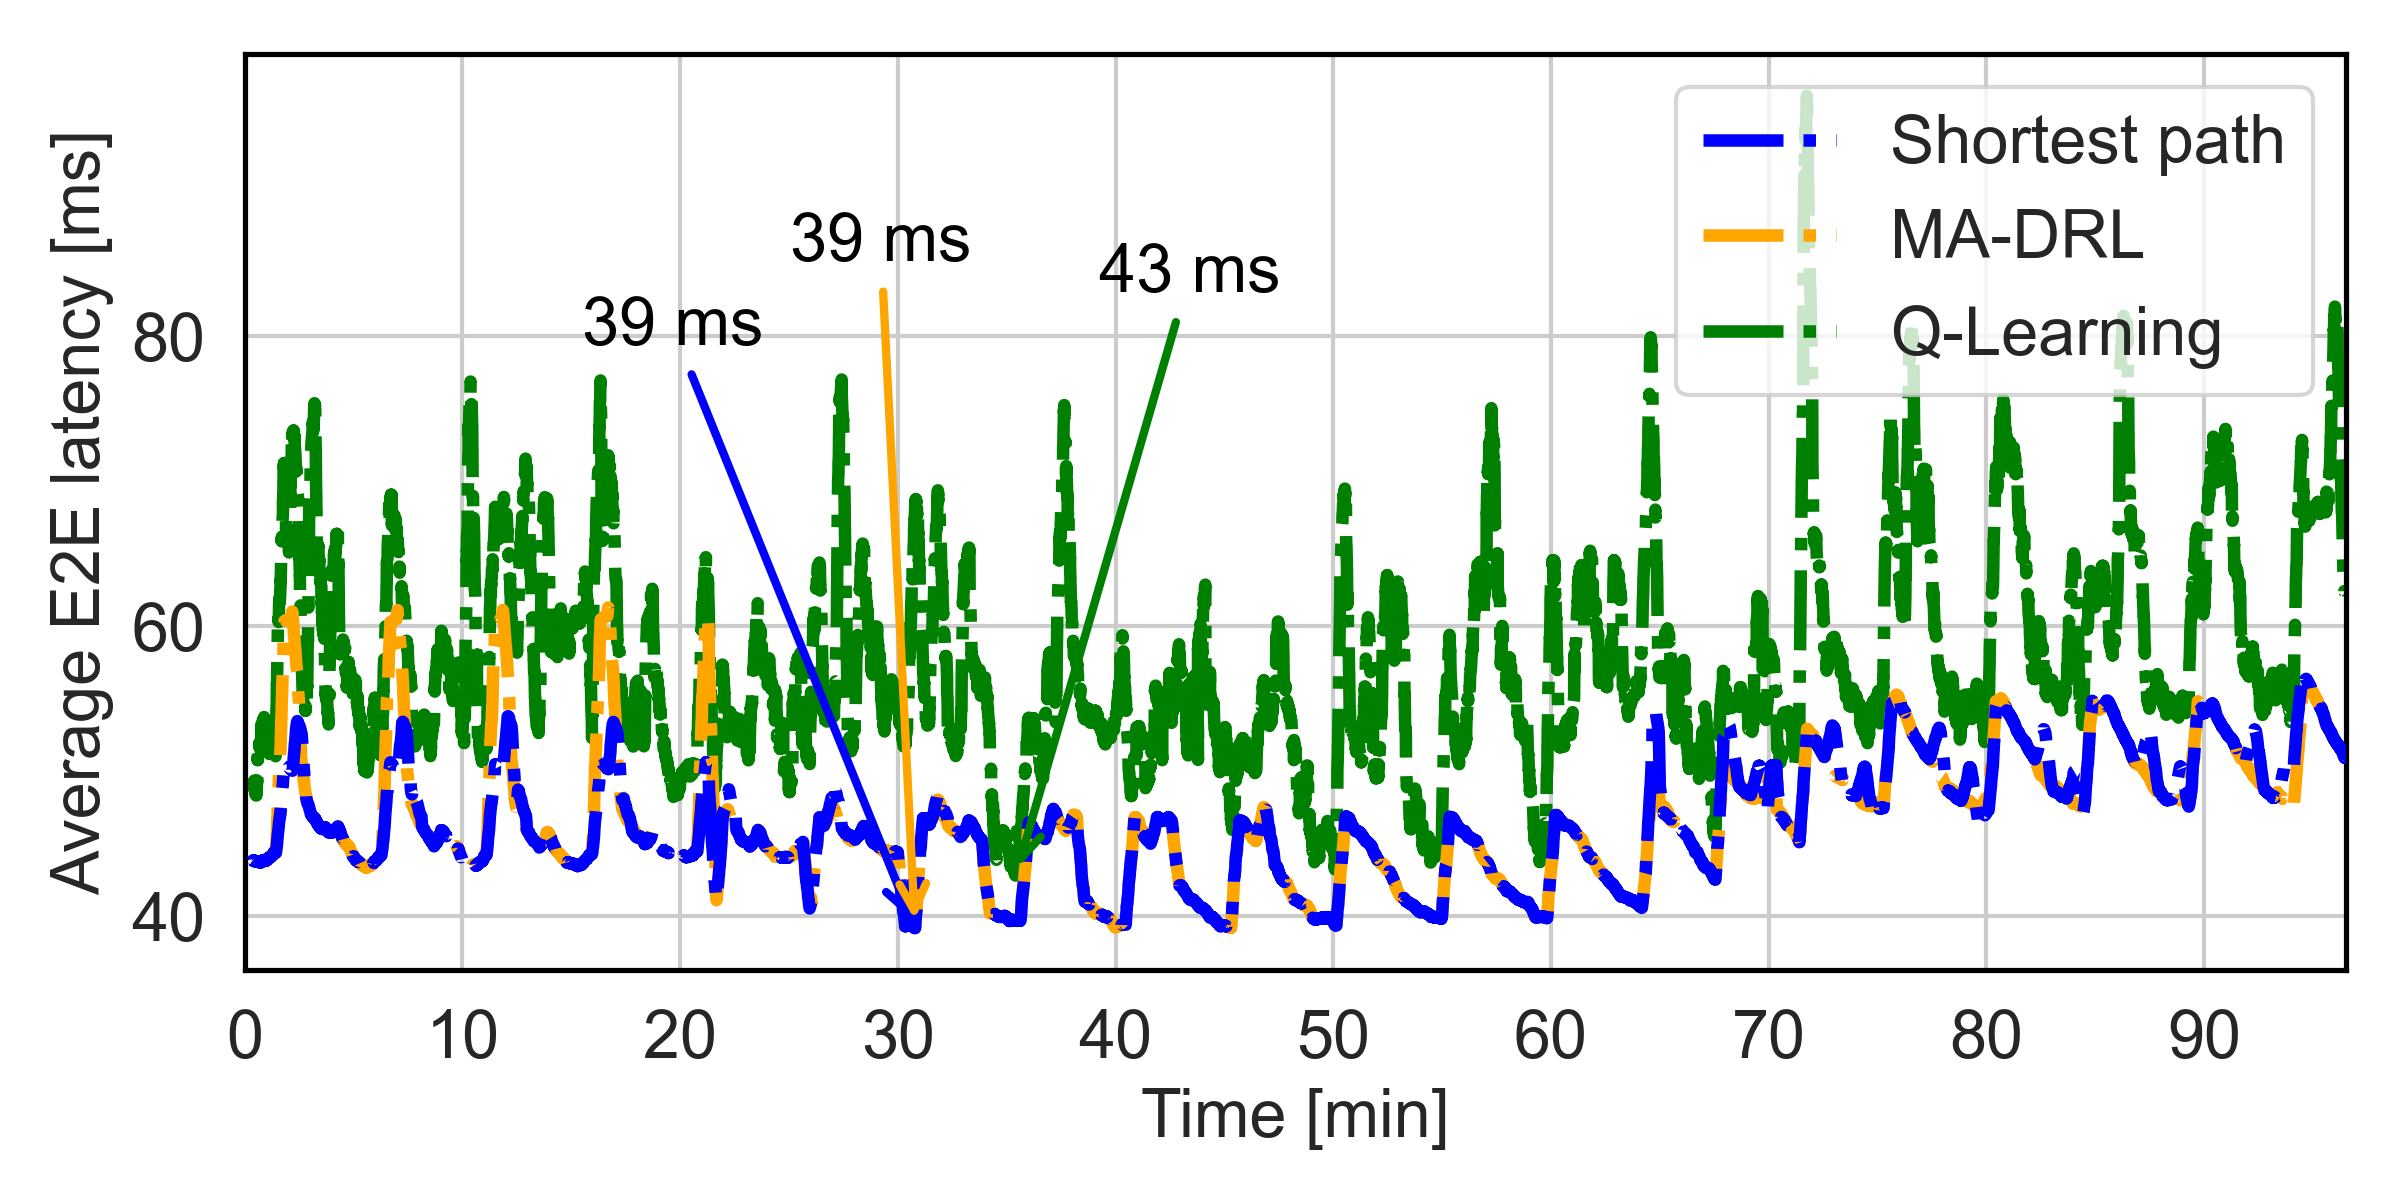 Average E2E latency [ms]
80
60
40
39 ms
39 ms
43 ms
Shortest path
MA-DRL
Q-Learning
0 10 20 30 40 50 60 70 80 90
Time [min]